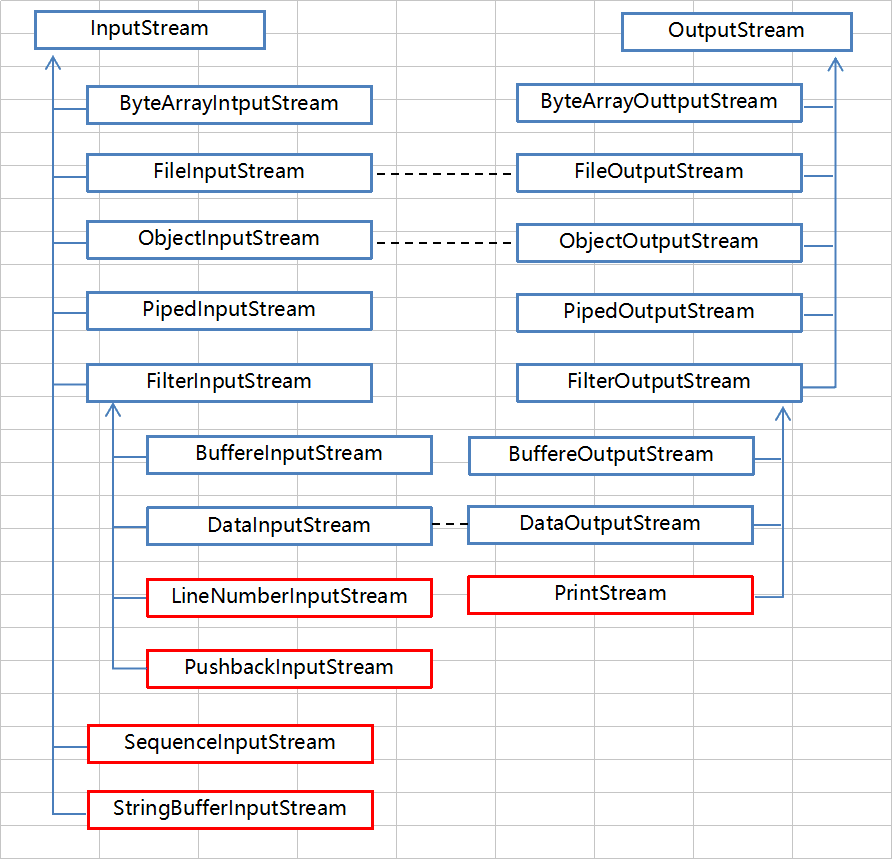 InputStream
OutputStream
ByteArrayIntputStream
ByteArrayOuttputStream
FileInputStream
FileOutputStream
ObjectInputStream
ObjectOutputStream
PipedInputStream
PipedOutputStream
FilterInputStream
FilterOutputStream
BuffereInputStream
BuffereOutputStream
DataInputStream
DataOutputStream
LineNumberInputStream
PrintStream
PushbackInputStream
SequenceInputStream
StringBufferInputStream